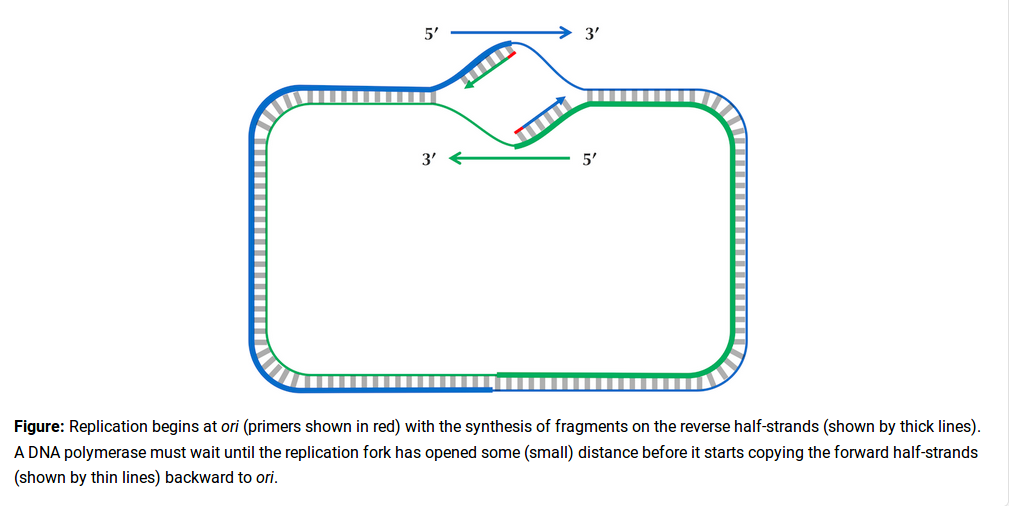 5′ 3′
3′ 5′
Figure: Replication begins at ori (primers shown in red) with the synthesis of fragments on the reverse half-strands (shown by thick lines).
A DNA polymerase must wait until the replication fork has opened some (small) distance before it starts copying the forward half-strands
(shown by thin lines) backward to ori.